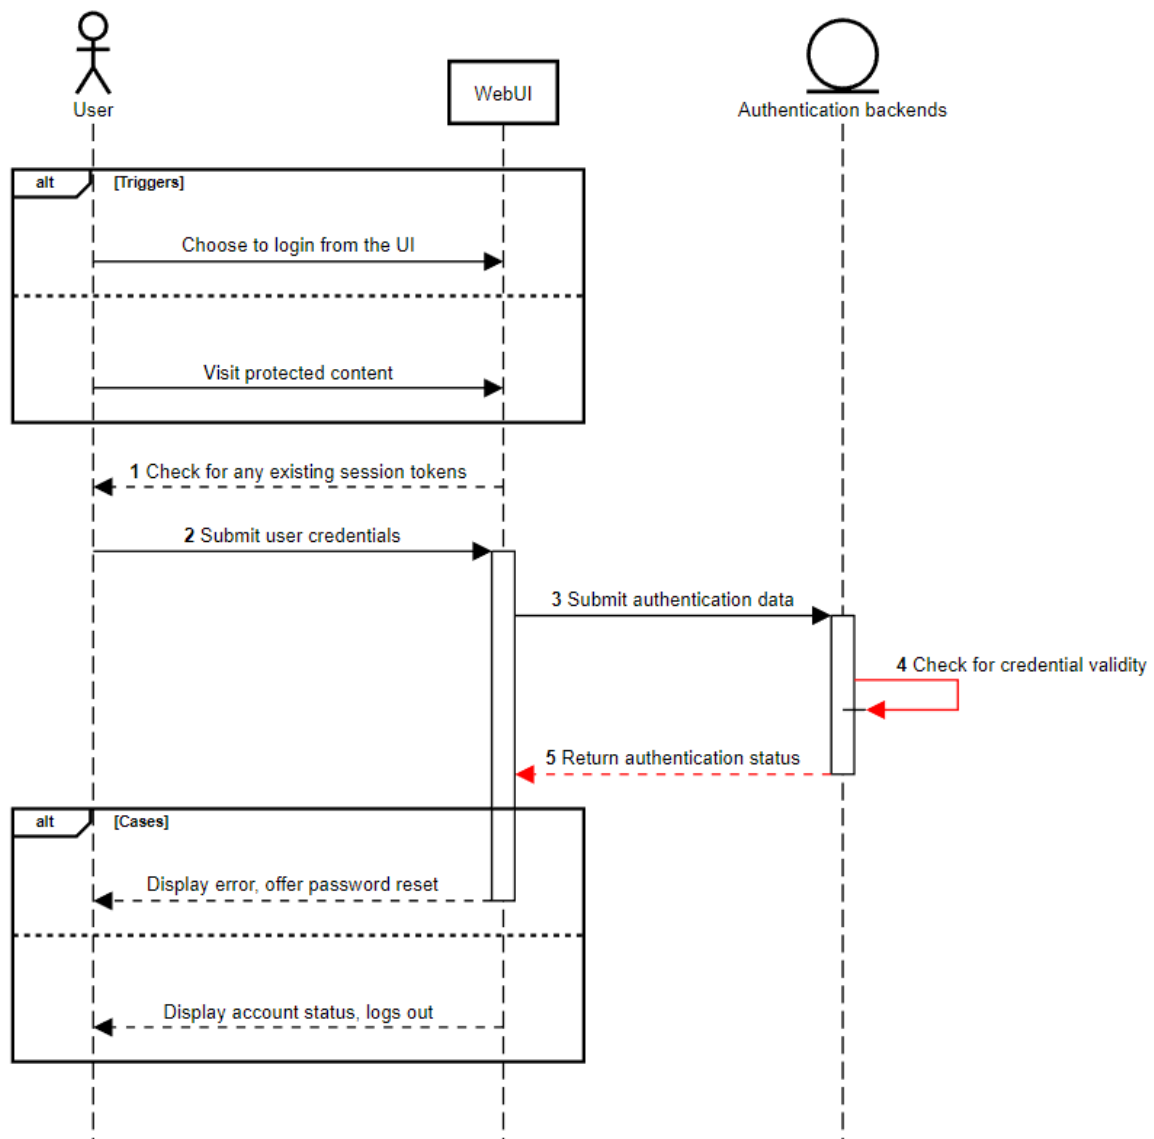 User
WebUI
Authentication backends
alt [Triggers]
Choose to login from the UI
Visit protected content
1 Check for any existing session tokens
2 Submit user credentials
3 Submit authentication data
4 Check for credential validity
5 Return authentication status
alt [Cases]
Display error, offer password reset
Display account status, logs out